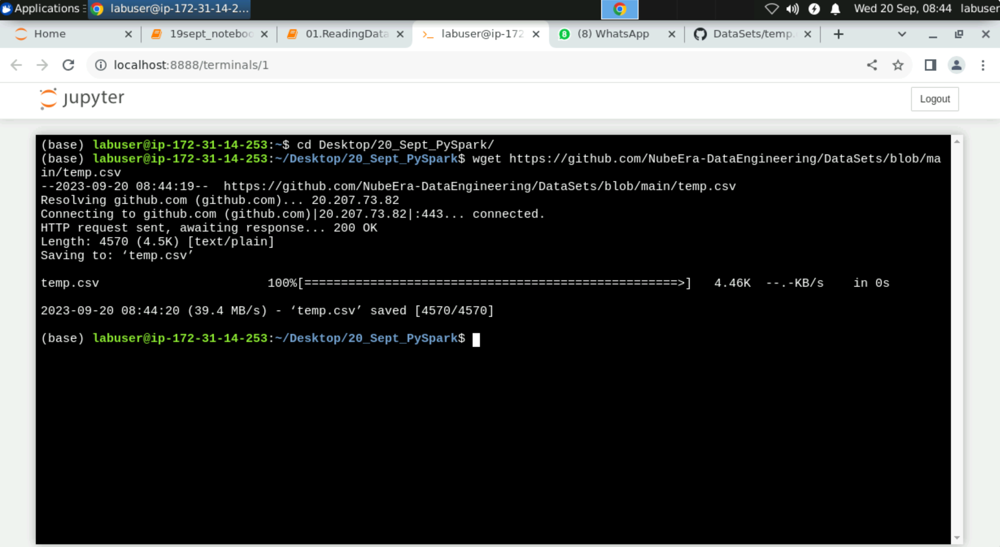 Applications labuser@ip-172-31-14-2... Wed 20 Sep, 08:44 labuser
Home 19sept_noteboo 01.ReadingData labuser@ip-172 8 (8) WhatsApp DataSets/temp.
localhost:8888/terminals/1
jupyter Logout
(base) labuser@ip-172-31-14-253:~$ cd Desktop/20_Sept_PySpark/
(base) labuser@ip-172-31-14-253:~/Desktop/20_Sept_PySpark$ wget https://github.com/NubeEra-DataEngineering/DataSets/blob/ma
in/temp.csv
--2023-09-20 08:44:19-- https://github.com/NubeEra-DataEngineering/DataSets/blob/main/temp.csv
Resolving github.com (github.com)... 20.207.73.82
Connecting to github.com (github.com)|20.207.73.82|:443... connected.
HTTP request sent, awaiting response... 200 OK
Length: 4570 (4.5K) [text/plain]
Saving to: ‘temp.csv’
temp.csv 100%[===================================================>] 4.46K --.-KB/s in 0s
2023-09-20 08:44:20 (39.4 MB/s) - ‘temp.csv’ saved [4570/4570]
(base) labuser@ip-172-31-14-253:~/Desktop/20_Sept_PySpark$